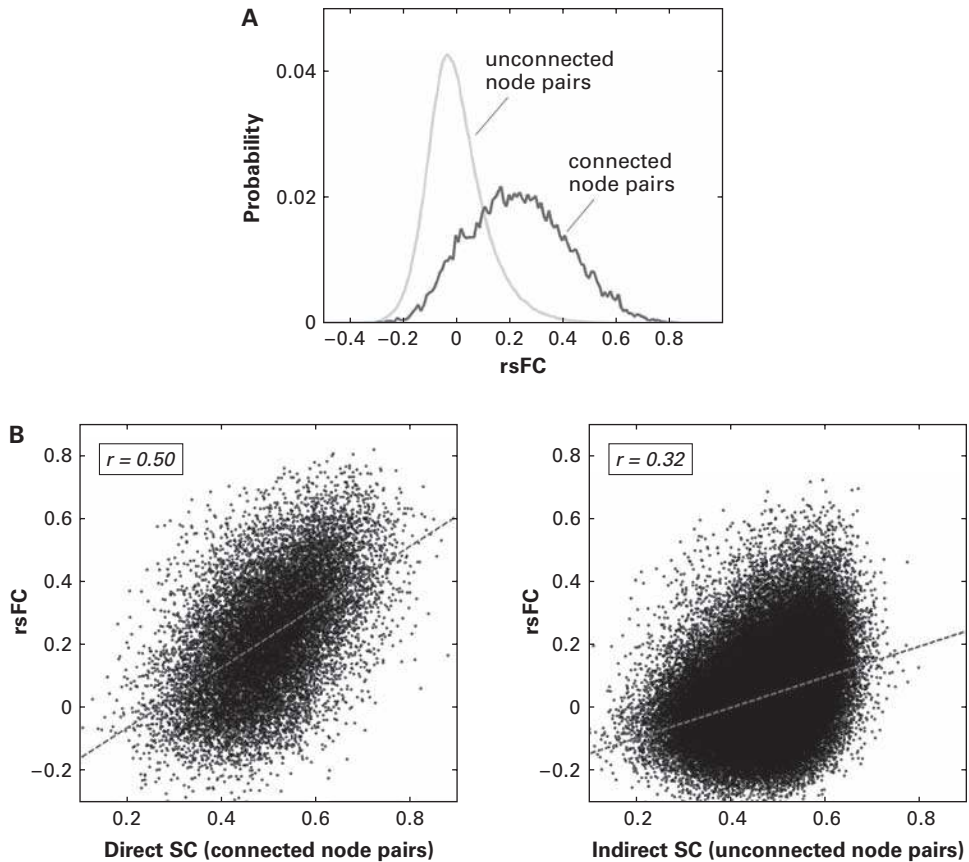 A
unconnected
node pairs
connected
node pairs
Probability
0.04
0.02
0
−0.4 −0.2 0 0.2 0.4 0.6 0.8
rsFC
B
r = 0.50
rsFC
0.8
0.6
0.4
0.2
0
−0.2
0.2 0.4 0.6 0.8
Direct SC (connected node pairs)
r = 0.32
rsFC
0.8
0.6
0.4
0.2
0
−0.2
0.2 0.4 0.6 0.8
Indirect SC (unconnected node pairs)